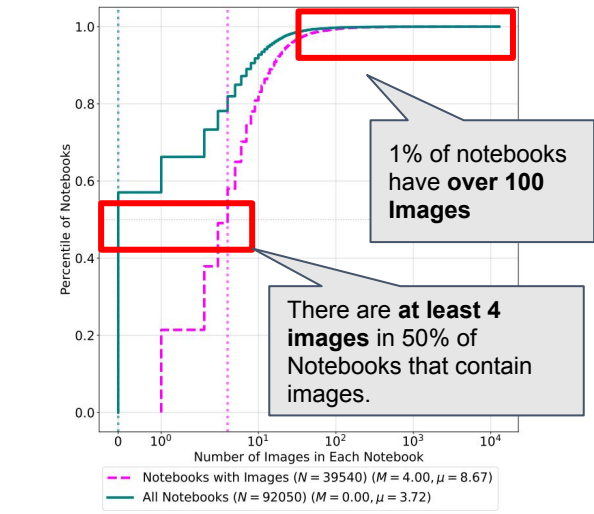 1.0
0.8
0.6
0.4
0.2
0.0
Percentile of Notebooks
1% of notebooks
have over 100
Images
There are at least 4
images in 50% of
Notebooks that contain
images.
0 10⁰ 10¹ 10² 10³ 10⁴
Number of Images in Each Notebook
Notebooks with Images (N = 39540) (M = 4.00, μ = 8.67)
All Notebooks (N = 92050) (M = 0.00, μ = 3.72)